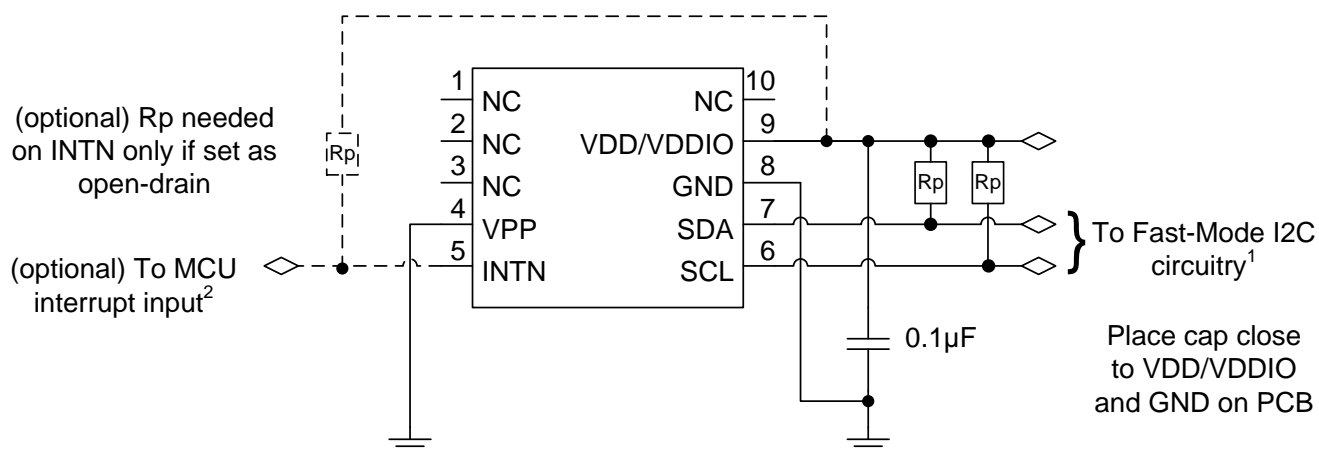 (optional) Rp needed
on INTN only if set as
open-drain
Rp
(optional) To MCU
interrupt input2
1
NC
2
NC
3
NC
4
VPP
5
INTN
10
NC
9
VDD/VDDIO
8
GND
7
SDA
6
SCL
Rp
Rp
0.1µF
} To Fast-Mode I2C
circuitry1
Place cap close
to VDD/VDDIO
and GND on PCB